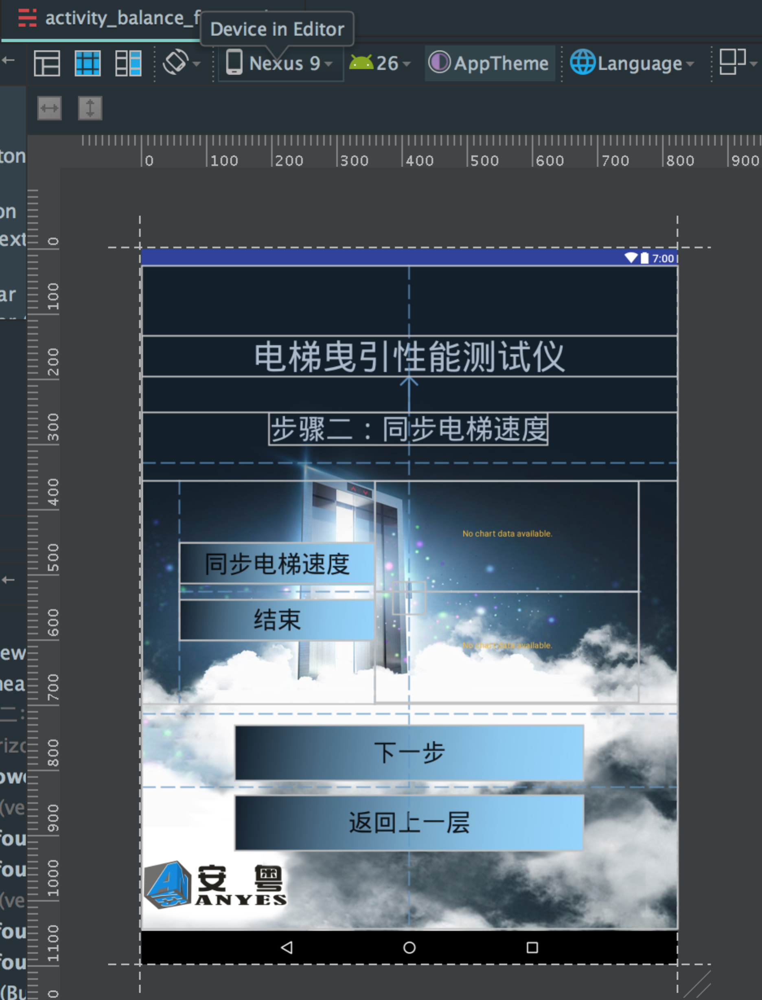 activity_balance_f
Device in Editor
Nexus 9
26
AppTheme
Language
0 100 200 300 400 500 600 700 800 900
ton
on
ext
ar
0
100
200
300
400
500
600
700
800
900
1000
1100
7:00
电梯曳引性能测试仪
步骤二：同步电梯速度
No chart data available.
同步电梯速度
结束
No chart data available.
下一步
返回上一层
安 粤
ANYES
ew
nea
二:
rizo
owe
(ve
fou
fou
(ve
fou
fou
(Bu